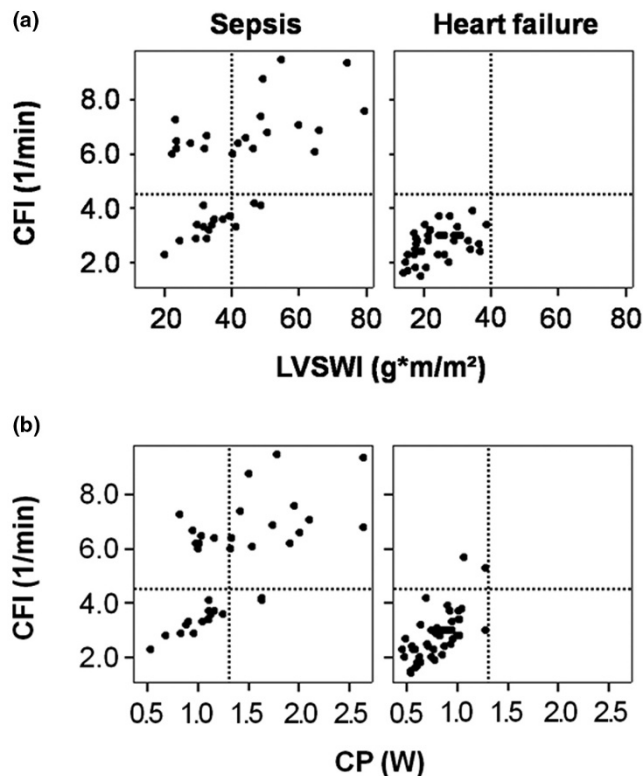 (a)
Sepsis Heart failure
CFI (1/min)
8.0
6.0
4.0
2.0
20 40 60 80 20 40 60 80
LVSWI (g*m/m²)
(b)
CFI (1/min)
8.0
6.0
4.0
2.0
0.5 1.0 1.5 2.0 2.5 0.5 1.0 1.5 2.0 2.5
CP (W)